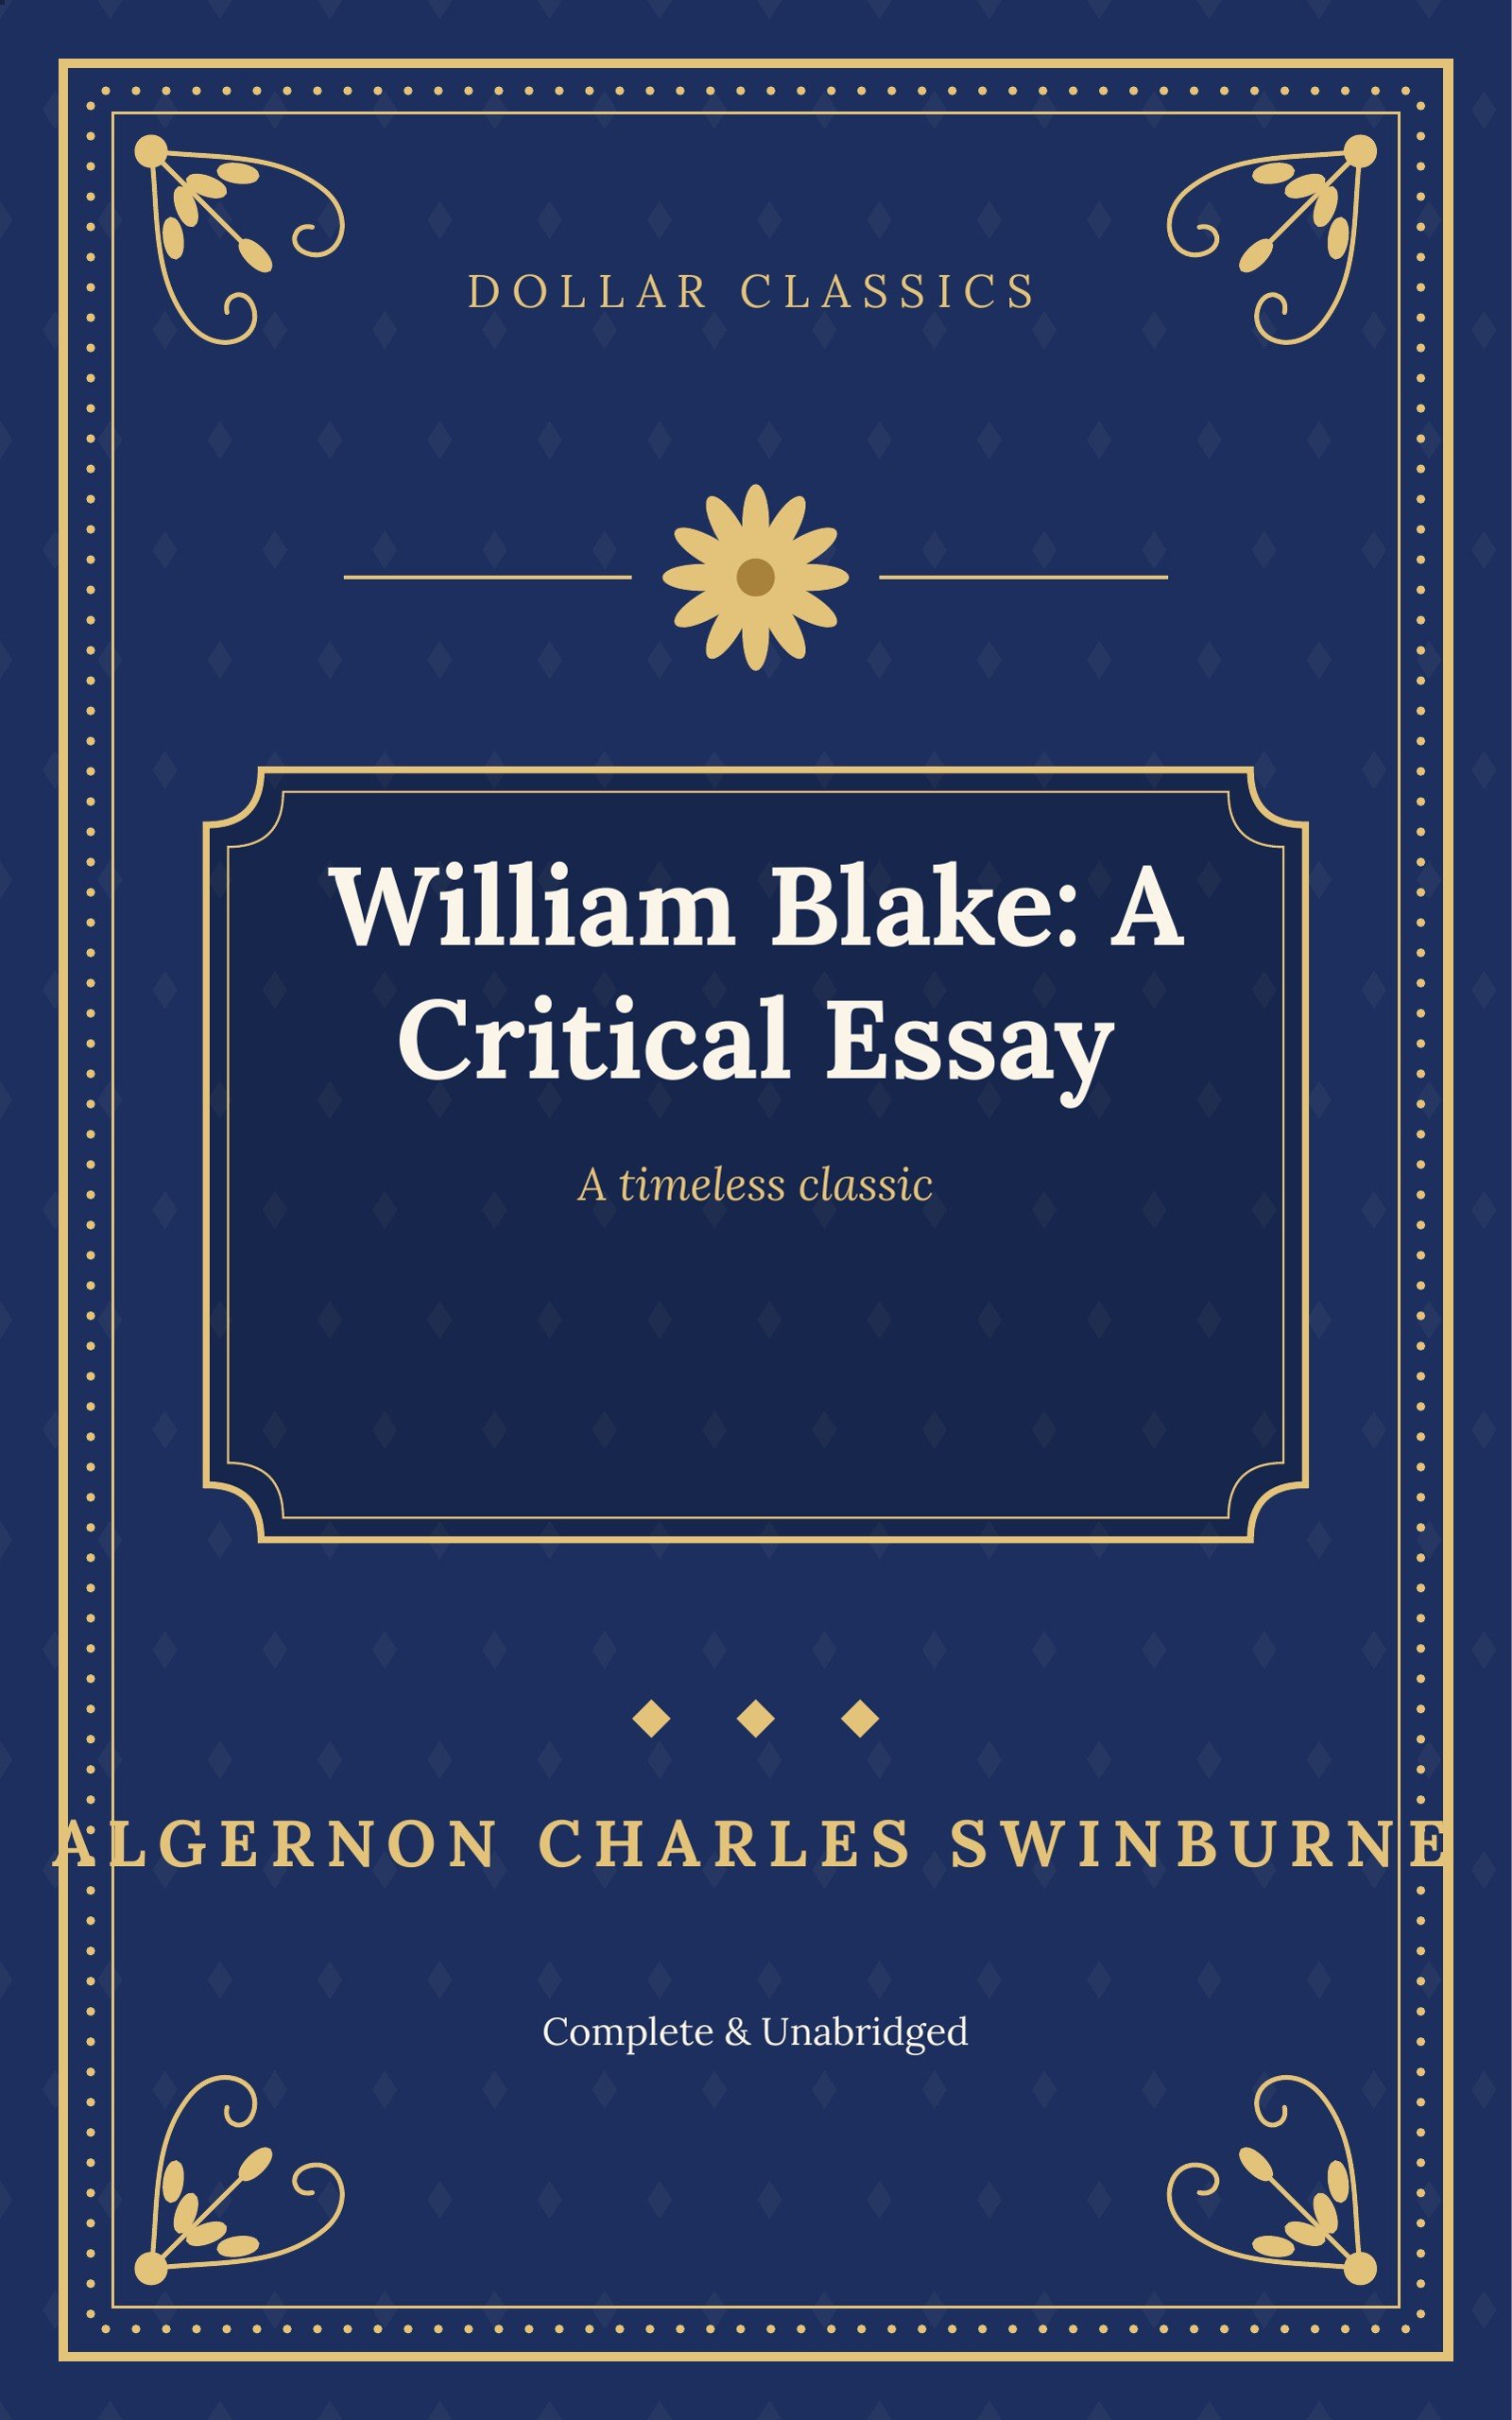 DOLLAR CLASSICS
William Blake: A
Critical Essay
A timeless classic
ALGERNON CHARLES SWINBURNE
Complete & Unabridged